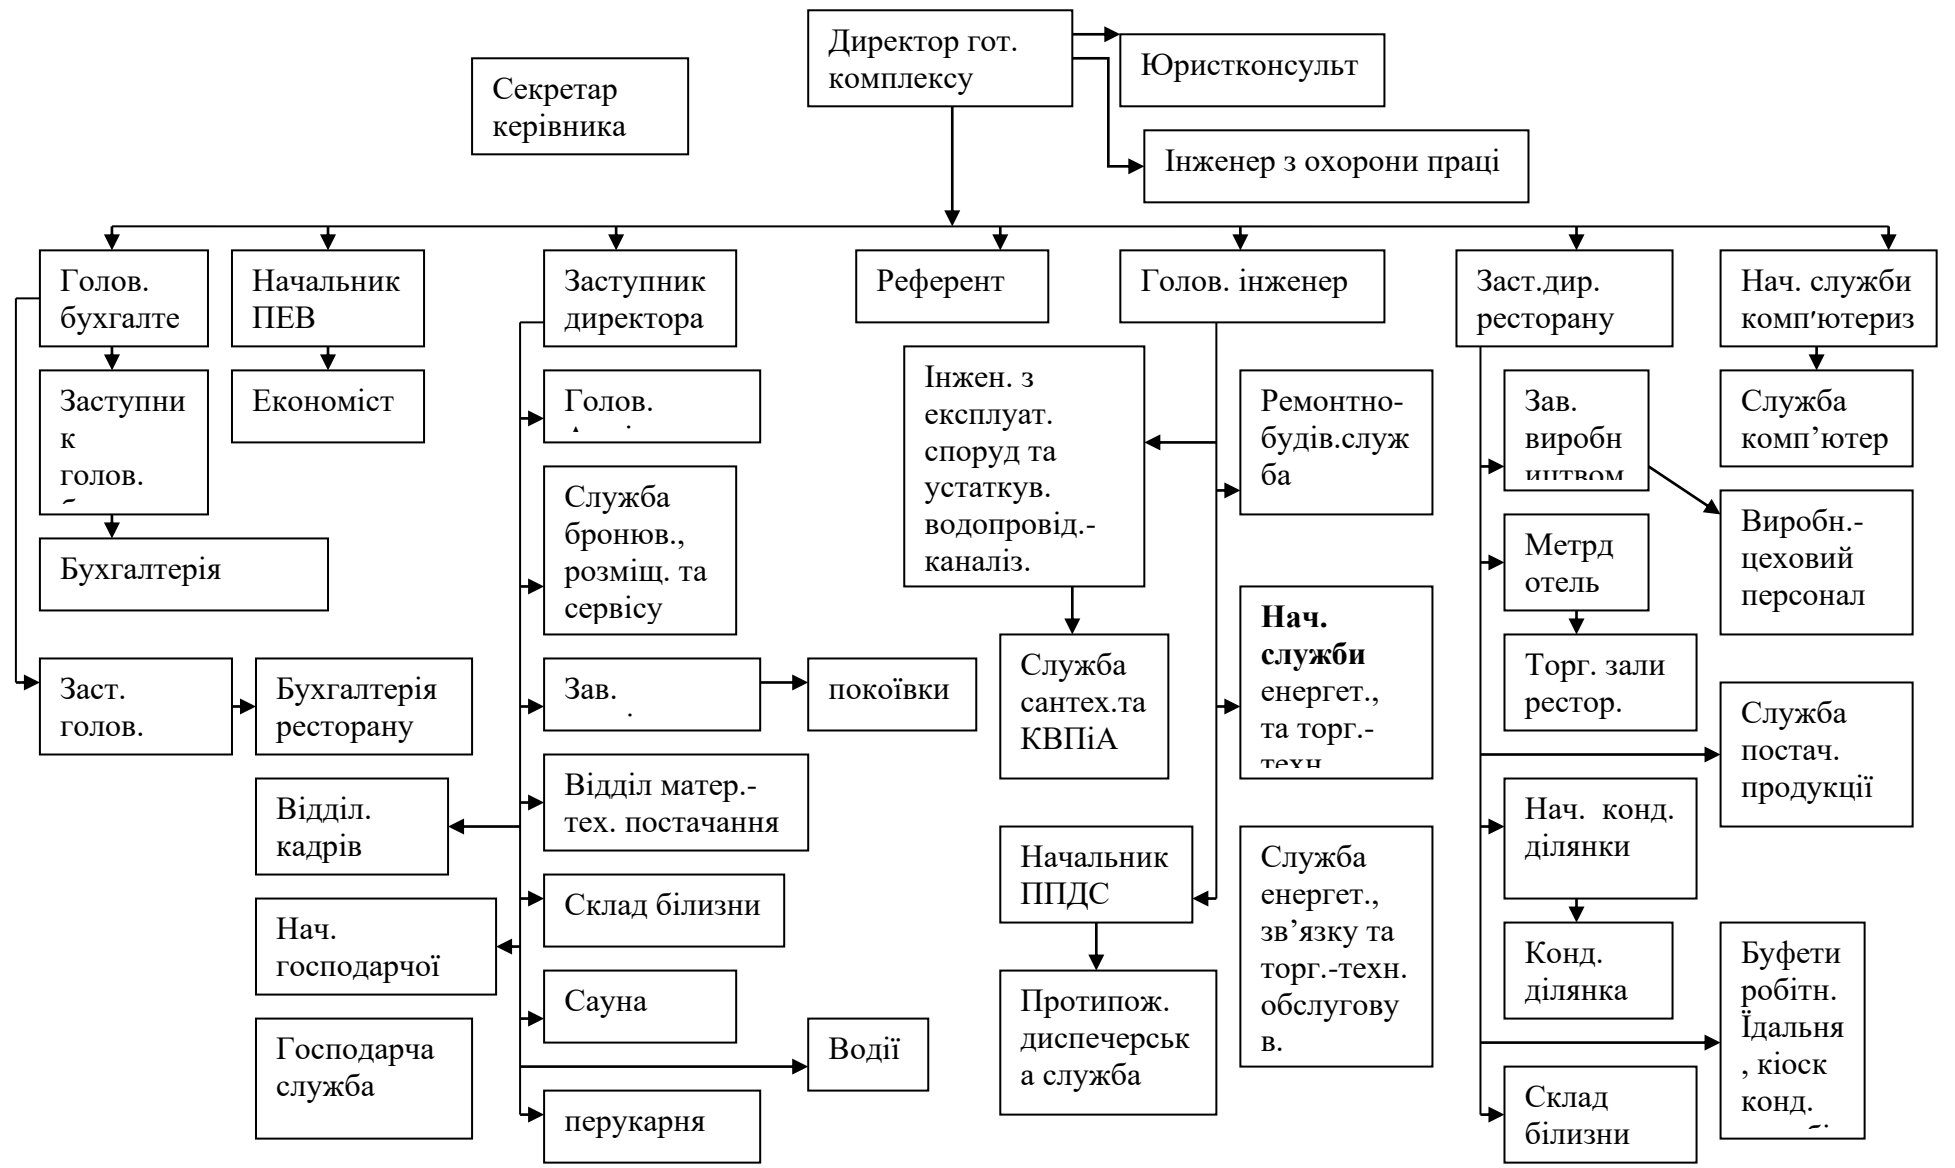 Директор гот.
комплексу
Юристконсульт
Секретар
керівника
Інженер з охорони праці
Голов.
бухгалте
Начальник
ПЕВ
Заступник
директора
Референт
Голов. інженер
Заст.дир.
ресторану
Нач. служби
комп'ютериз
Заступни
к
голов.
Економіст
Голов.
Інжен. з
експлуат.
споруд та
устаткув.
водопровід.-
каналіз.
Ремонтно-
будів.служ
ба
Зав.
виробн
ицтвом
Служба
комп’ютер
Служба
бронюв.,
розміщ. та
сервісу
Виробн.-
цеховий
персонал
Метрд
отель
Бухгалтерія
Нач.
служби
енергет.,
та торг.-
техн
Служба
сантех.та
КВПіА
Торг. зали
рестор.
Заст.
голов.
Бухгалтерія
ресторану
Зав.
покоївки
Служба
постач.
продукції
Відділ матер.-
тех. постачання
Відділ.
кадрів
Нач. конд.
ділянки
Начальник
ППДС
Служба
енергет.,
зв’язку та
торг.-техн.
обслугову
в.
Склад білизни
Нач.
господарчої
Конд.
ділянка
Буфети
робітн.
Їдальня
, кіоск
конд.
Сауна
Протипож.
диспечерськ
а служба
Господарча
служба
Водії
перукарня
Склад
білизни